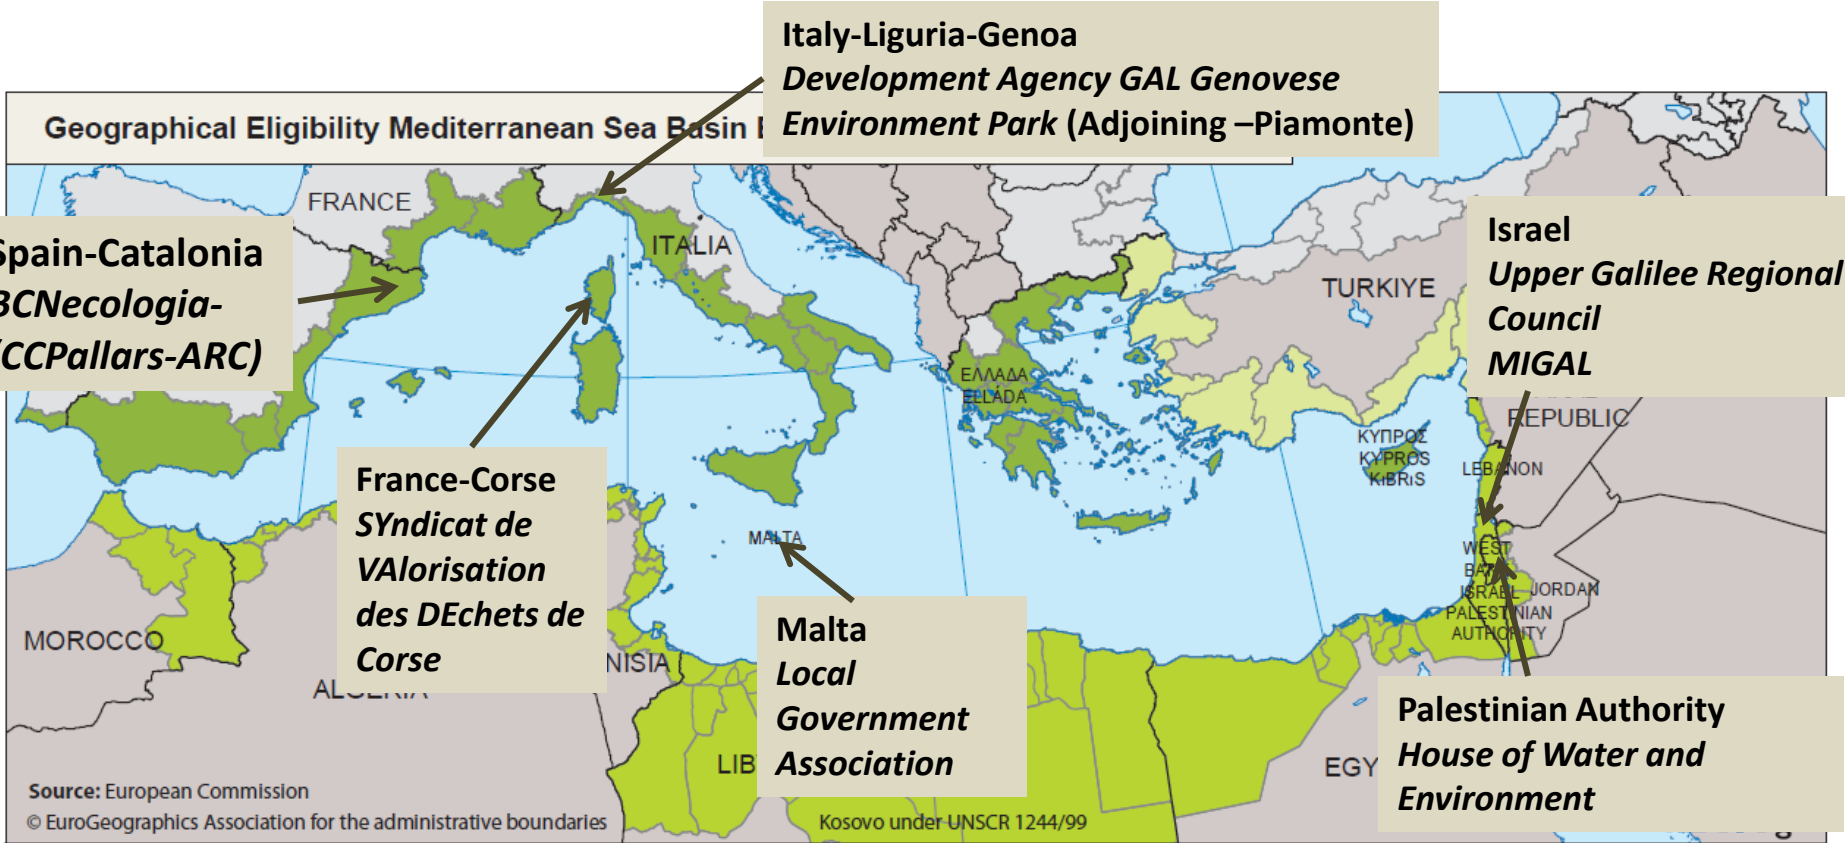 Italy-Liguria-Genoa
Development Agency GAL Genovese
Environment Park (Adjoining –Piamonte)
Geographical Eligibility Mediterranean Sea Basin
FRANCE
ITALIA
Spain-Catalonia
BCNecologia-
(CCPallars-ARC)
TURKIYE
Israel
Upper Galilee Regional
Council
MIGAL
REPUBLIC
ΕΛΛΑΔΑ
ELLADA
ΚΥΠΡΟΣ
KYPROS
KıBRıS
LEBANON
France-Corse
SYndicat de
VAlorisation
des DEchets de
Corse
MALTA
WEST
BANK
ISRAEL
JORDAN
PALESTINIAN
AUTHORITY
Malta
Local
Government
Association
MOROCCO
ALGERIA
NISIA
LIB
EGY
Palestinian Authority
House of Water and
Environment
Source: European Commission
© EuroGeographics Association for the administrative boundaries
Kosovo under UNSCR 1244/99